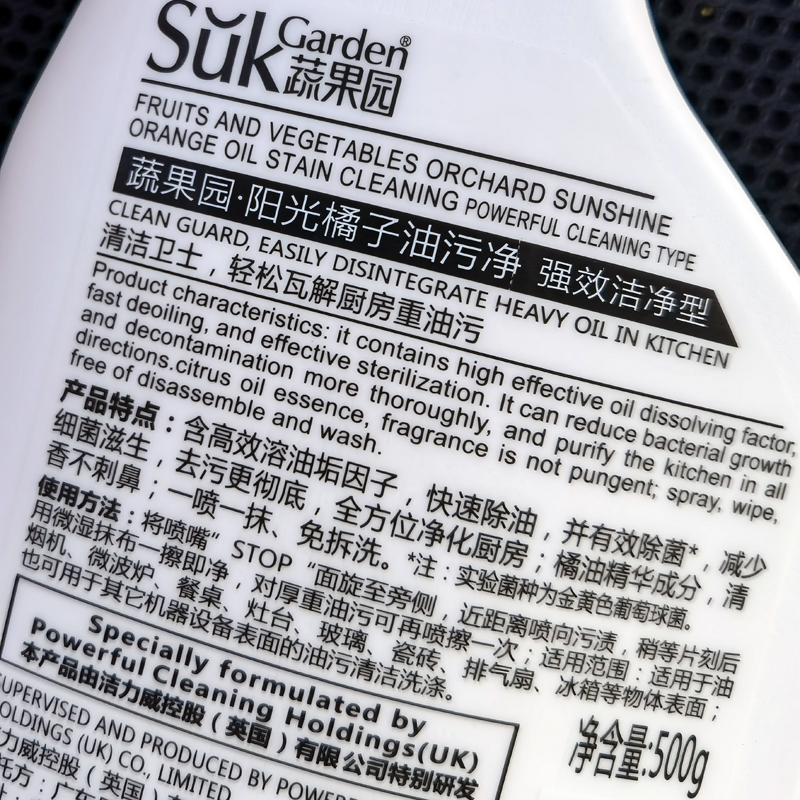 Sŭk Garden®
蔬果园
FRUITS AND VEGETABLES ORCHARD SUNSHINE
ORANGE OIL STAIN CLEANING POWERFUL CLEANING TYPE
蔬果园·阳光橘子油污净 强效洁净型
CLEAN GUARD, EASILY DISINTEGRATE HEAVY OIL IN KITCHEN
清洁卫士，轻松瓦解厨房重油污
Product characteristics: it contains high effective oil dissolving factor,
fast deoiling, and effective sterilization. It can reduce bacterial growth
and decontamination more thoroughly, and purify the kitchen in all
directions.citrus oil essence, fragrance is not pungent; spray, wipe,
free of disassemble and wash.
产品特点：含高效溶油垢因子，快速除油，并有效除菌*，减少
细菌滋生，去污更彻底，全方位净化厨房；橘油精华成分，清
香不刺鼻；一喷一抹、免拆洗。*注：实验菌种为金黄色葡萄球菌。
使用方法：将喷嘴"STOP"面旋至旁侧，近距离喷向污渍，稍等片刻后
用微湿抹布一擦即净，对厚重油污可再喷擦一次；适用范围：适用于油
烟机、微波炉、餐桌、灶台、玻璃、瓷砖、排气扇、冰箱等物体表面；
也可用于其它机器设备表面的油污清洁洗涤。
Specially formulated by
Powerful Cleaning Holdings(UK)
本产品由洁力威控股（英国）有限公司特别研发
净含量:500g
SUPERVISED AND PRODUCED BY
HOLDINGS (UK) CO., LIMITED
力威控股（英国）
托方：广东